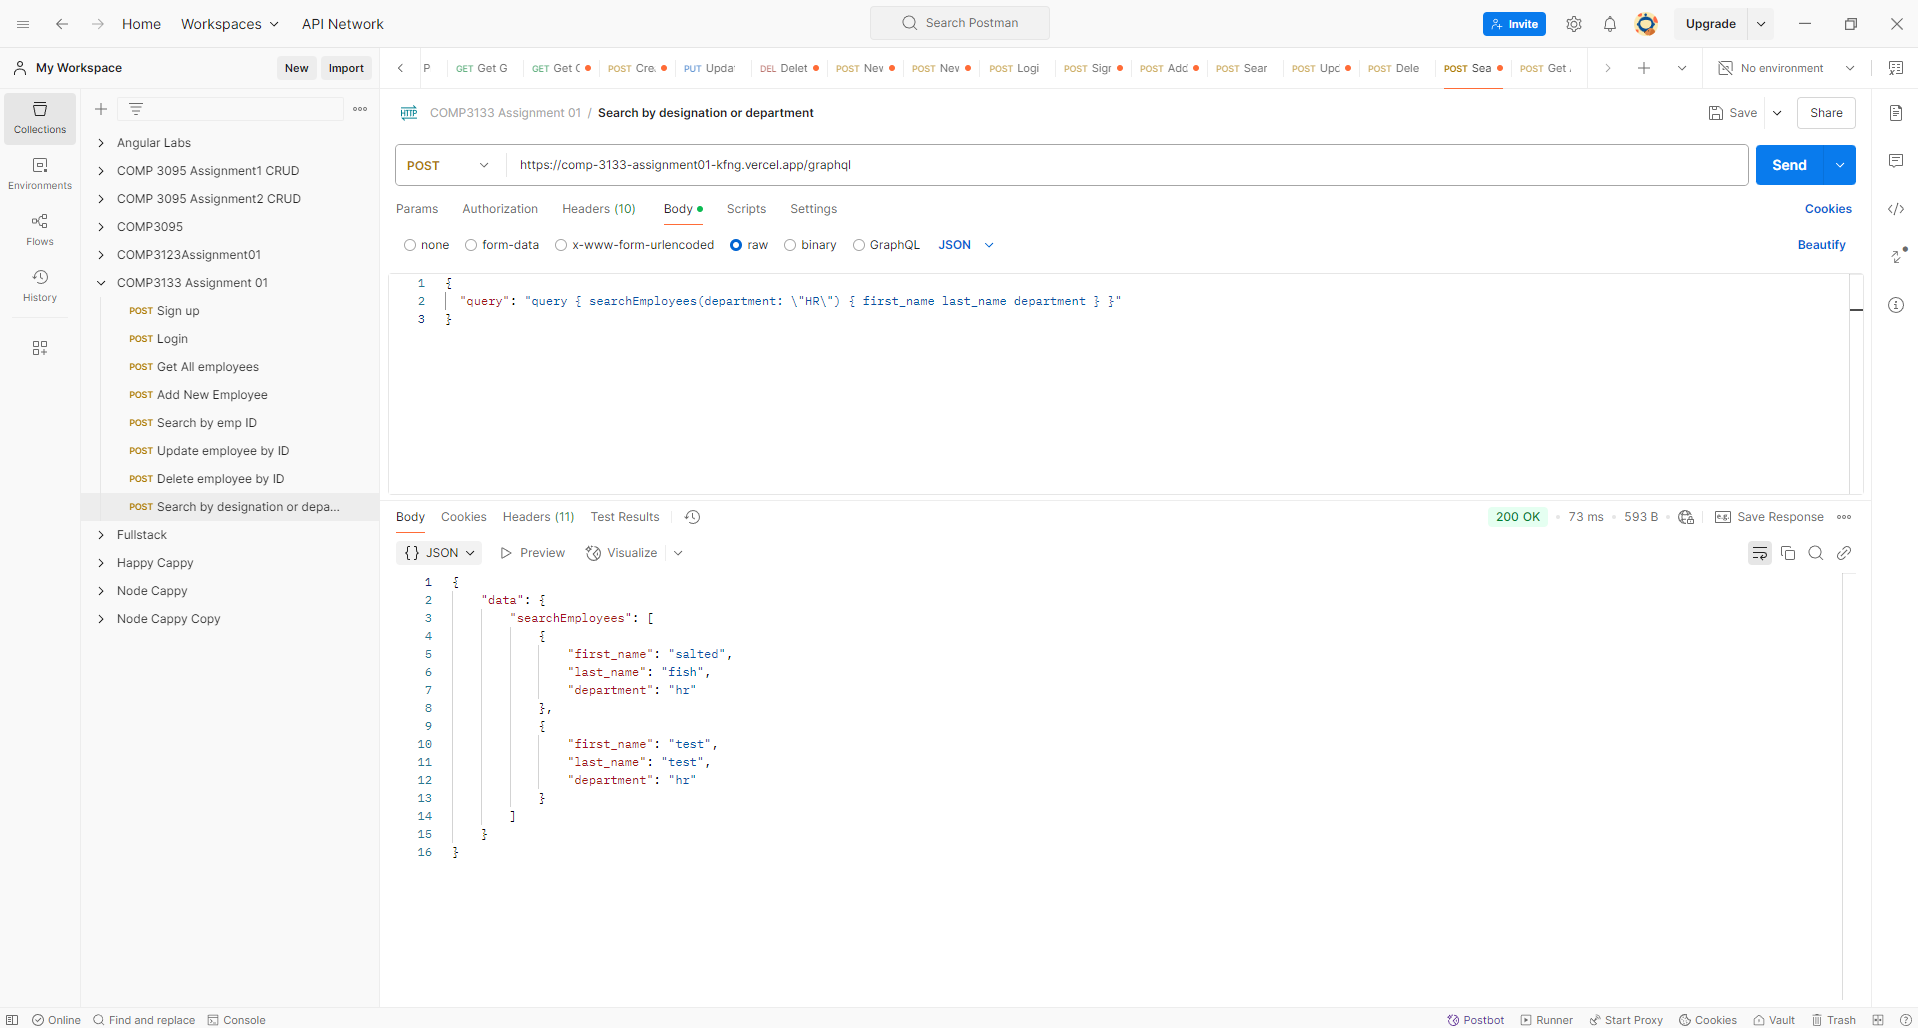 Home Workspaces API Network Search Postman Invite Upgrade
My Workspace New Import P GET Get G GET Get C POST Cre PUT Upda DEL Delet POST Nev POST Nev POST Logi POST Sign POST Add POST Sear POST Upd POST Dele POST Sea POST Get No environment
Collections
Environments
Flows
History
Angular Labs
COMP 3095 Assignment1 CRUD
COMP 3095 Assignment2 CRUD
COMP3095
COMP3123Assignment01
COMP3133 Assignment 01
POST Sign up
POST Login
POST Get All employees
POST Add New Employee
POST Search by emp ID
POST Update employee by ID
POST Delete employee by ID
POST Search by designation or depa...
Fullstack
Happy Cappy
Node Cappy
Node Cappy Copy
HTTP COMP3133 Assignment 01 / Search by designation or department Save Share
POST https://comp-3133-assignment01-kfng.vercel.app/graphql Send
Params Authorization Headers (10) Body Scripts Settings Cookies
none form-data x-www-form-urlencoded raw binary GraphQL JSON Beautify
1 {
2 "query": "query { searchEmployees(department: \"HR\") { first_name last_name department } }"
3 }
Body Cookies Headers (11) Test Results 200 OK 73 ms 593 B e.g. Save Response
{} JSON Preview Visualize
1 {
2 "data": {
3 "searchEmployees": [
4 {
5 "first_name": "salted",
6 "last_name": "fish",
7 "department": "hr"
8 },
9 {
10 "first_name": "test",
11 "last_name": "test",
12 "department": "hr"
13 }
14 ]
15 }
16 }
Online Find and replace Console Postbot Runner Start Proxy Cookies Vault Trash